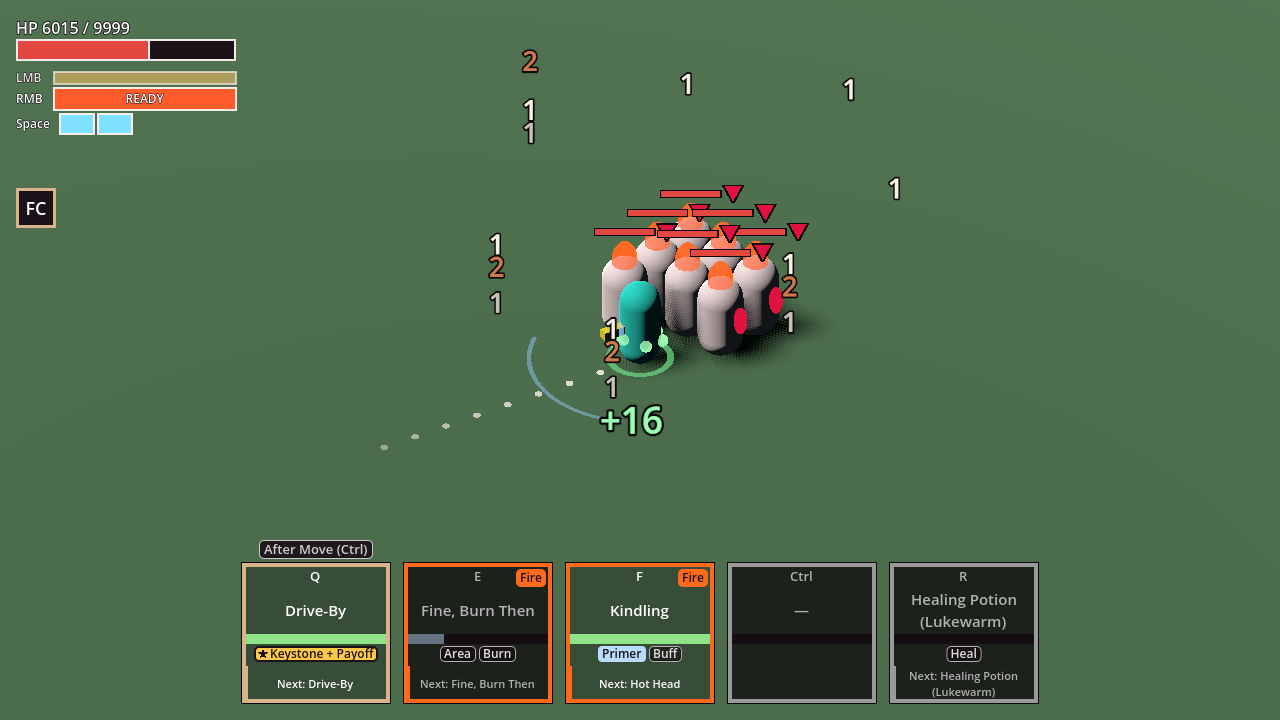 HP 6015 / 9999
LMB
RMB READY
Space
FC
2
1
1
1
1
1
1
2
1
1
2
1
1
2
1
+16
After Move (Ctrl)
Q
Drive-By
★ Keystone + Payoff
Next: Drive-By
E Fire
Fine, Burn Then
Area Burn
Next: Fine, Burn Then
F Fire
Kindling
Primer Buff
Next: Hot Head
Ctrl
—
R
Healing Potion
(Lukewarm)
Heal
Next: Healing Potion
(Lukewarm)